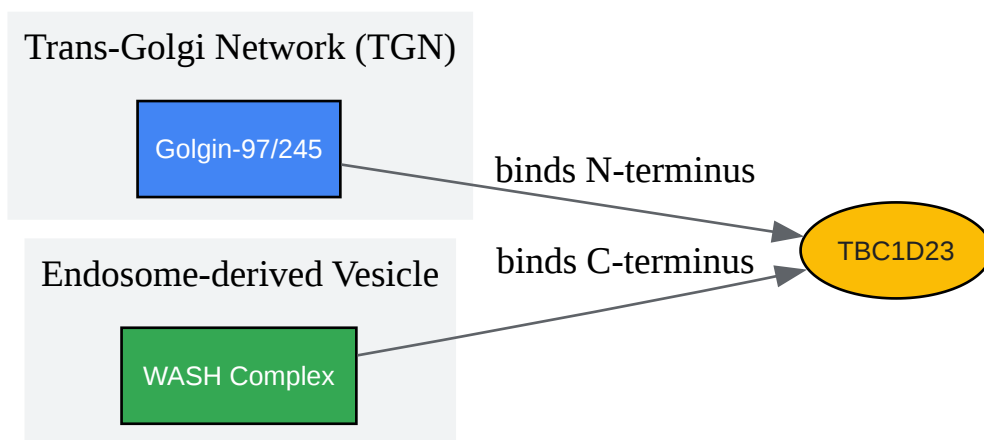 Trans-Golgi Network (TGN)
Golgin-97/245
binds N-terminus
TBC1D23
binds C-terminus
Endosome-derived Vesicle
WASH Complex